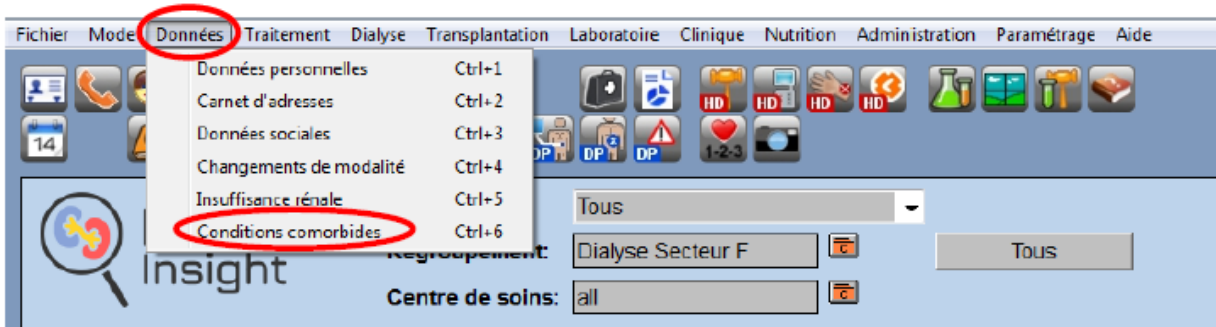 Fichier Mode Données Traitement Dialyse Transplantation Laboratoire Clinique Nutrition Administration Paramétrage Aide
Données personnelles Ctrl+1
Carnet d'adresses Ctrl+2
Données sociales Ctrl+3
Changements de modalité Ctrl+4
Insuffisance rénale Ctrl+5
Conditions comorbides Ctrl+6
HD HD HD HD
14 DP DP DP 1-2-3
Tous
Insight
Regroupement: Dialyse Secteur F C Tous
Centre de soins: all C